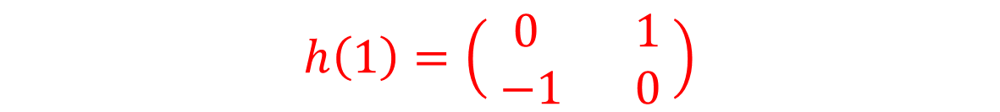 h(1) = ( 0 1
−1 0 )